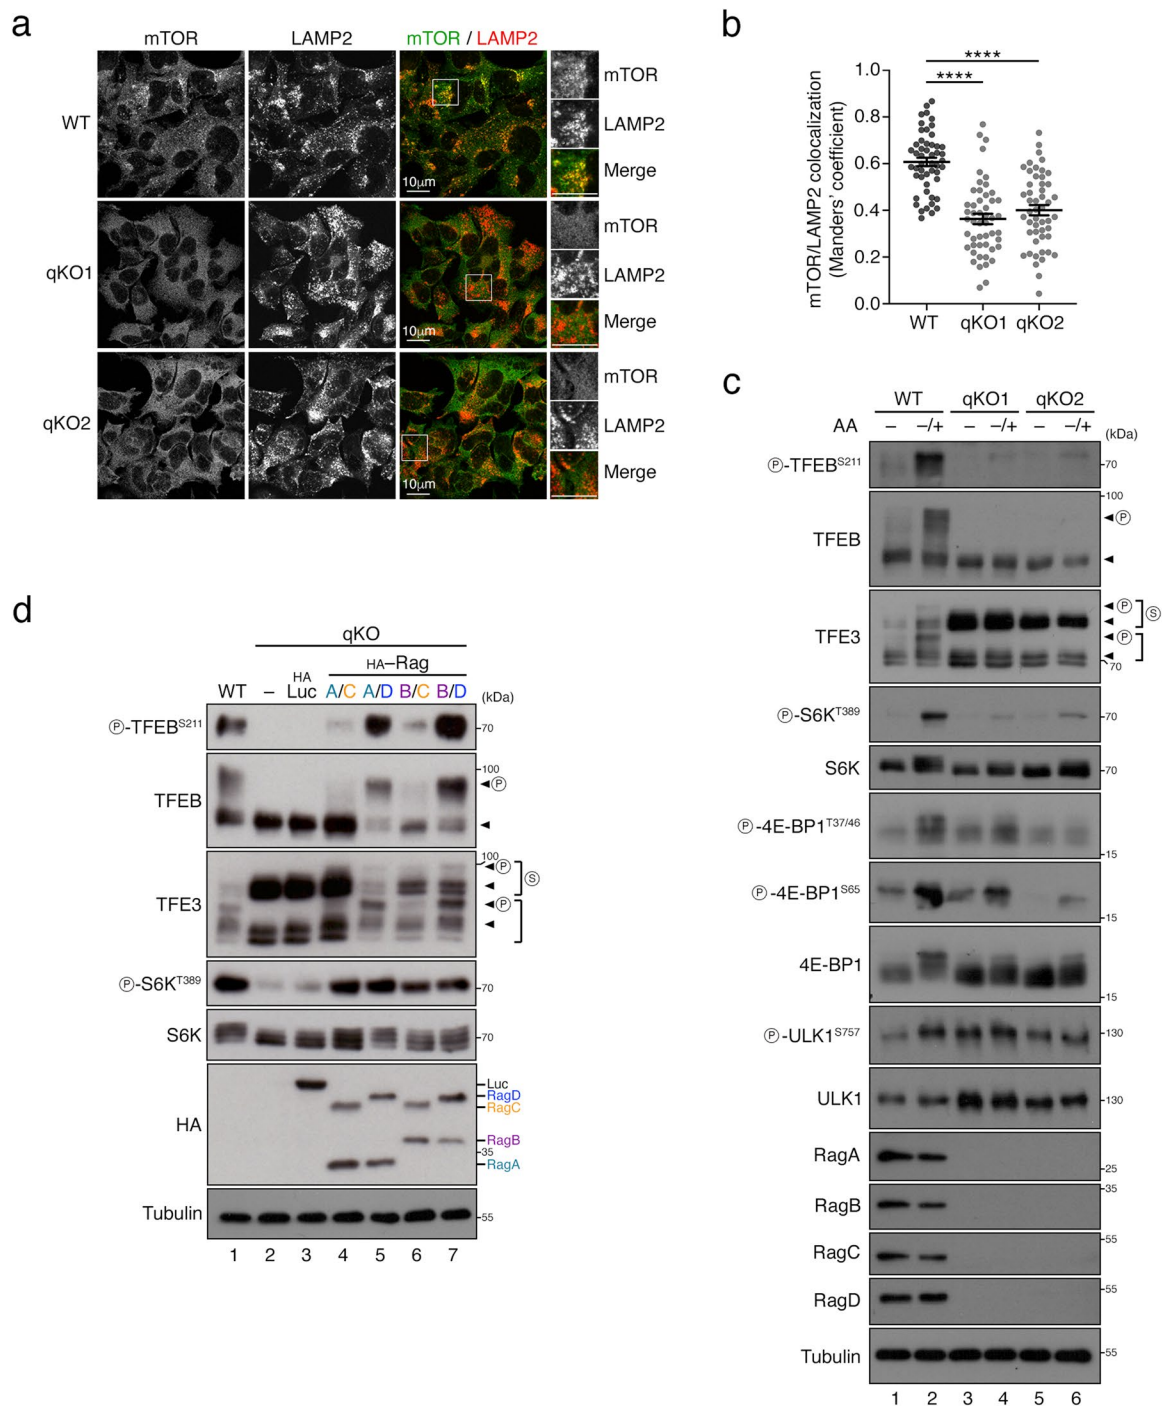 a
mTOR LAMP2 mTOR / LAMP2
mTOR
WT
LAMP2
Merge
10μm
mTOR
qKO1
LAMP2
Merge
10μm
mTOR
qKO2
LAMP2
Merge
10μm
b
****
****
mTOR/LAMP2 colocalization
(Manders' coefficient)
1.0
0.8
0.6
0.4
0.2
0.0
WT qKO1 qKO2
c
WT qKO1 qKO2
AA – –/+ – –/+ – –/+ (kDa)
Ⓟ-TFEB^S211 70
100
TFEB Ⓟ
TFE3 Ⓟ Ⓢ
Ⓟ
70
Ⓟ-S6K^T389 70
S6K 70
Ⓟ-4E-BP1^T37/46
15
Ⓟ-4E-BP1^S65
15
4E-BP1
15
Ⓟ-ULK1^S757 130
ULK1 130
RagA
25
35
RagB
55
RagC
55
RagD
Tubulin 55
1 2 3 4 5 6
d
qKO
HA–Rag
WT – HA Luc A/C A/D B/C B/D (kDa)
Ⓟ-TFEB^S211 70
100
Ⓟ
TFEB
100
Ⓟ
Ⓢ
TFE3 Ⓟ
Ⓟ-S6K^T389 70
S6K 70
Luc
RagD
RagC
HA
RagB
35
RagA
Tubulin 55
1 2 3 4 5 6 7